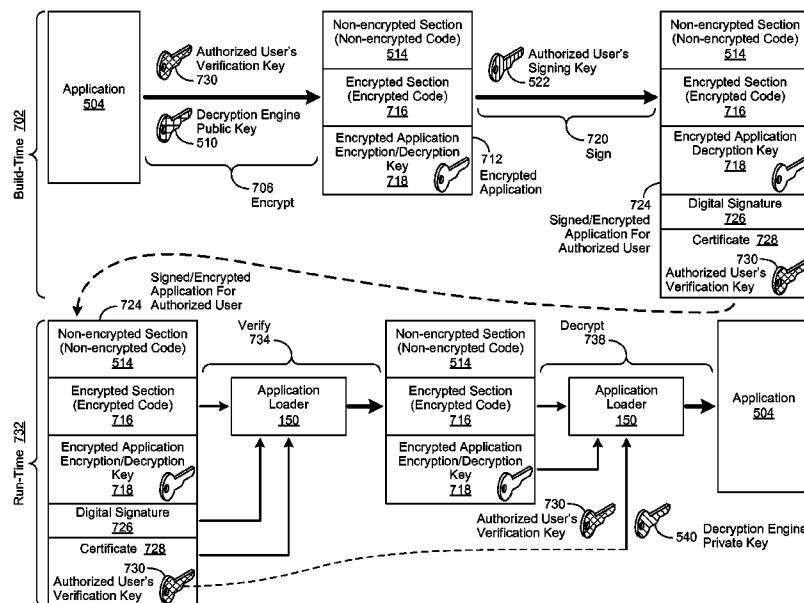 Build-Time 702
Application
504
Authorized User's
Verification Key
730
Decryption Engine
Public Key
510
706
Encrypt
Non-encrypted Section
(Non-encrypted Code)
514
Encrypted Section
(Encrypted Code)
716
Encrypted Application
Encryption/Decryption
Key
718
712
Encrypted
Application
Authorized User's
Signing Key
522
720
Sign
Non-encrypted Section
(Non-encrypted Code)
514
Encrypted Section
(Encrypted Code)
716
Encrypted Application
Decryption Key
718
724
Signed/Encrypted
Application For
Authorized User
Digital Signature
726
Certificate 728
730
Authorized User's
Verification Key
Run-Time 732
724
Signed/Encrypted
Application For
Authorized User
Non-encrypted Section
(Non-encrypted Code)
514
Encrypted Section
(Encrypted Code)
716
Encrypted Application
Encryption/Decryption
Key
718
Digital Signature
726
Certificate 728
730
Authorized User's
Verification Key
Verify
734
Application
Loader
150
Non-encrypted Section
(Non-encrypted Code)
514
Encrypted Section
(Encrypted Code)
716
Encrypted Application
Encryption/Decryption
Key
718
Decrypt
738
Application
Loader
150
730
Authorized User's
Verification Key
540
Decryption Engine
Private Key
Application
504